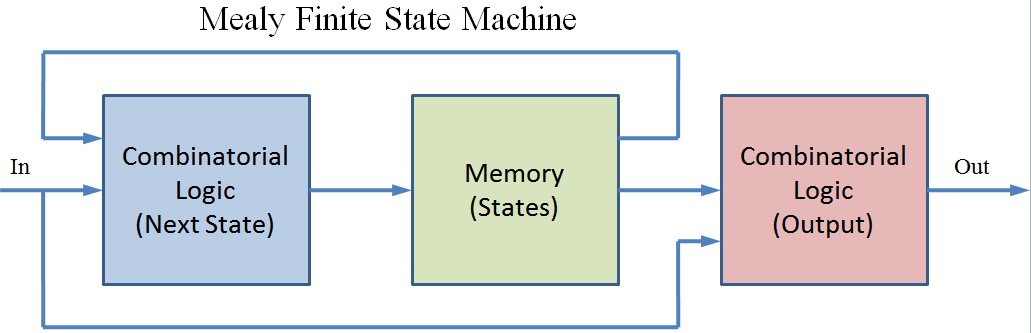 Mealy Finite State Machine
In
Combinatorial
Logic
(Next State)
Memory
(States)
Combinatorial
Logic
(Output)
Out